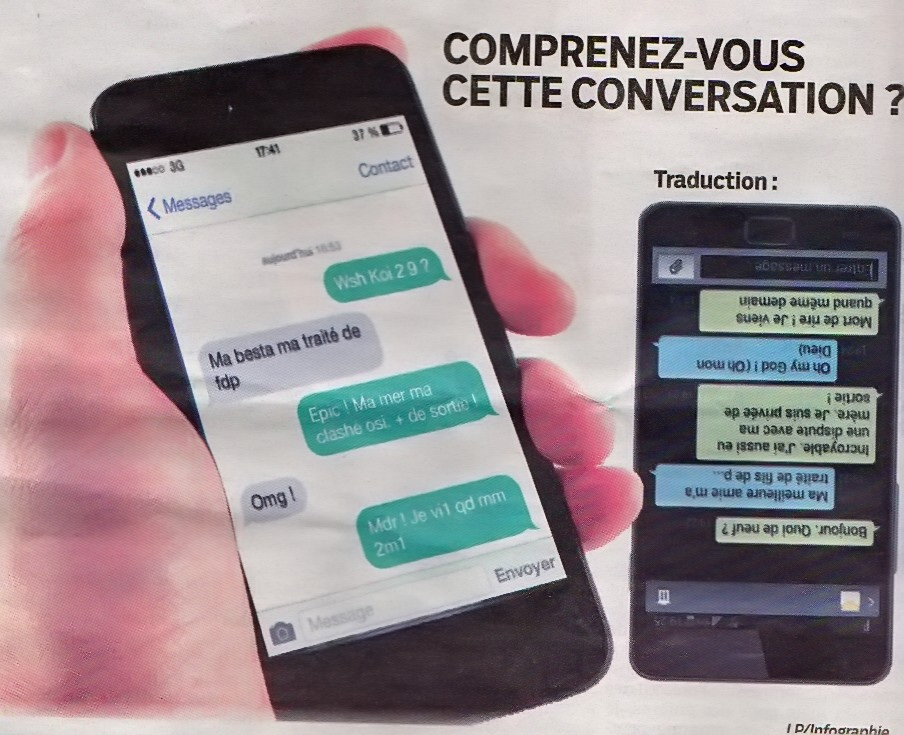 COMPRENEZ-VOUS
CETTE CONVERSATION ?
3G
17:41
37 %
Messages
Contact
aujourd'hui
Wsh Koi 2 9 ?
Ma besta ma traité de
fdp
Epic ! Ma mer ma
clashé osi. + de sortie !
Omg !
Mdr ! Je vi1 qd mm
2m1
Message
Envoyer
Traduction :
Bonjour. Quoi de neuf ?
Ma meilleure amie m'a
traité de fils de p...
Incroyable. J'ai aussi eu
une dispute avec ma
mère. Je suis privée de
sortie !
Oh my God ! (Oh mon
Dieu)
Mort de rire ! Je viens
quand même demain
Entrer un message
LP/Infographie